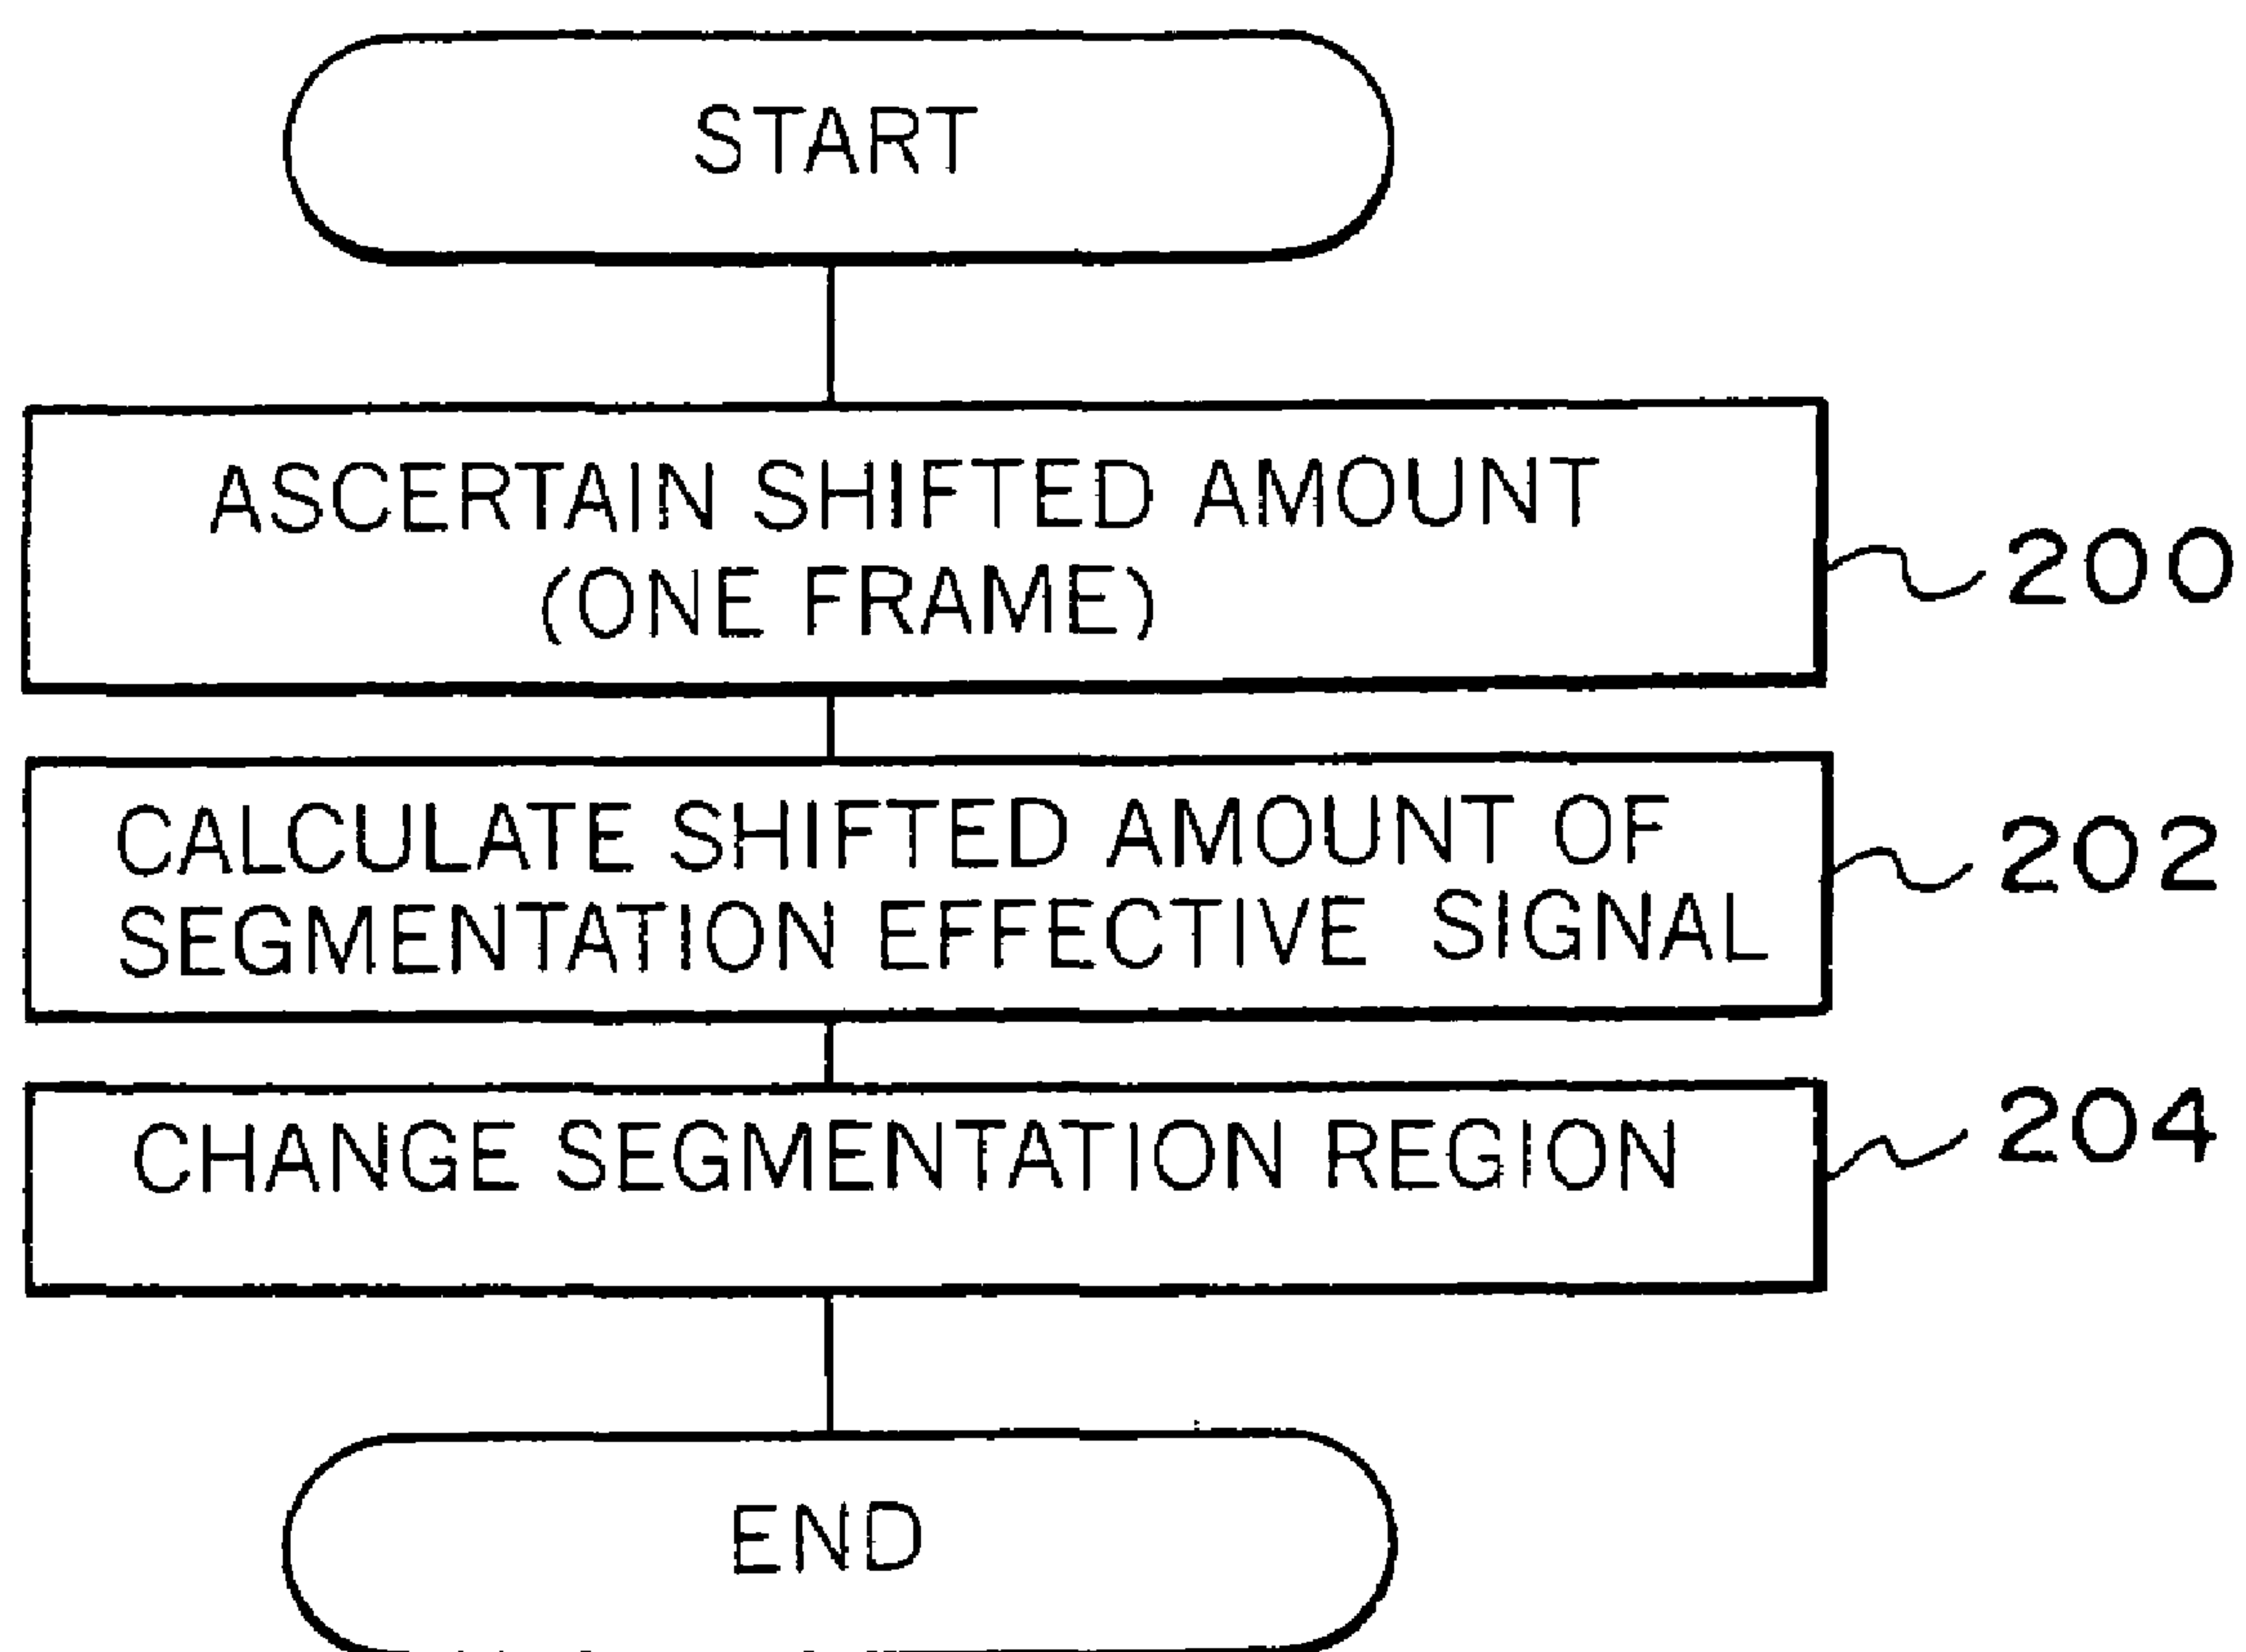 START
ASCERTAIN SHIFTED AMOUNT
(ONE FRAME)
200
CALCULATE SHIFTED AMOUNT OF
SEGMENTATION EFFECTIVE SIGNAL
202
CHANGE SEGMENTATION REGION
204
END